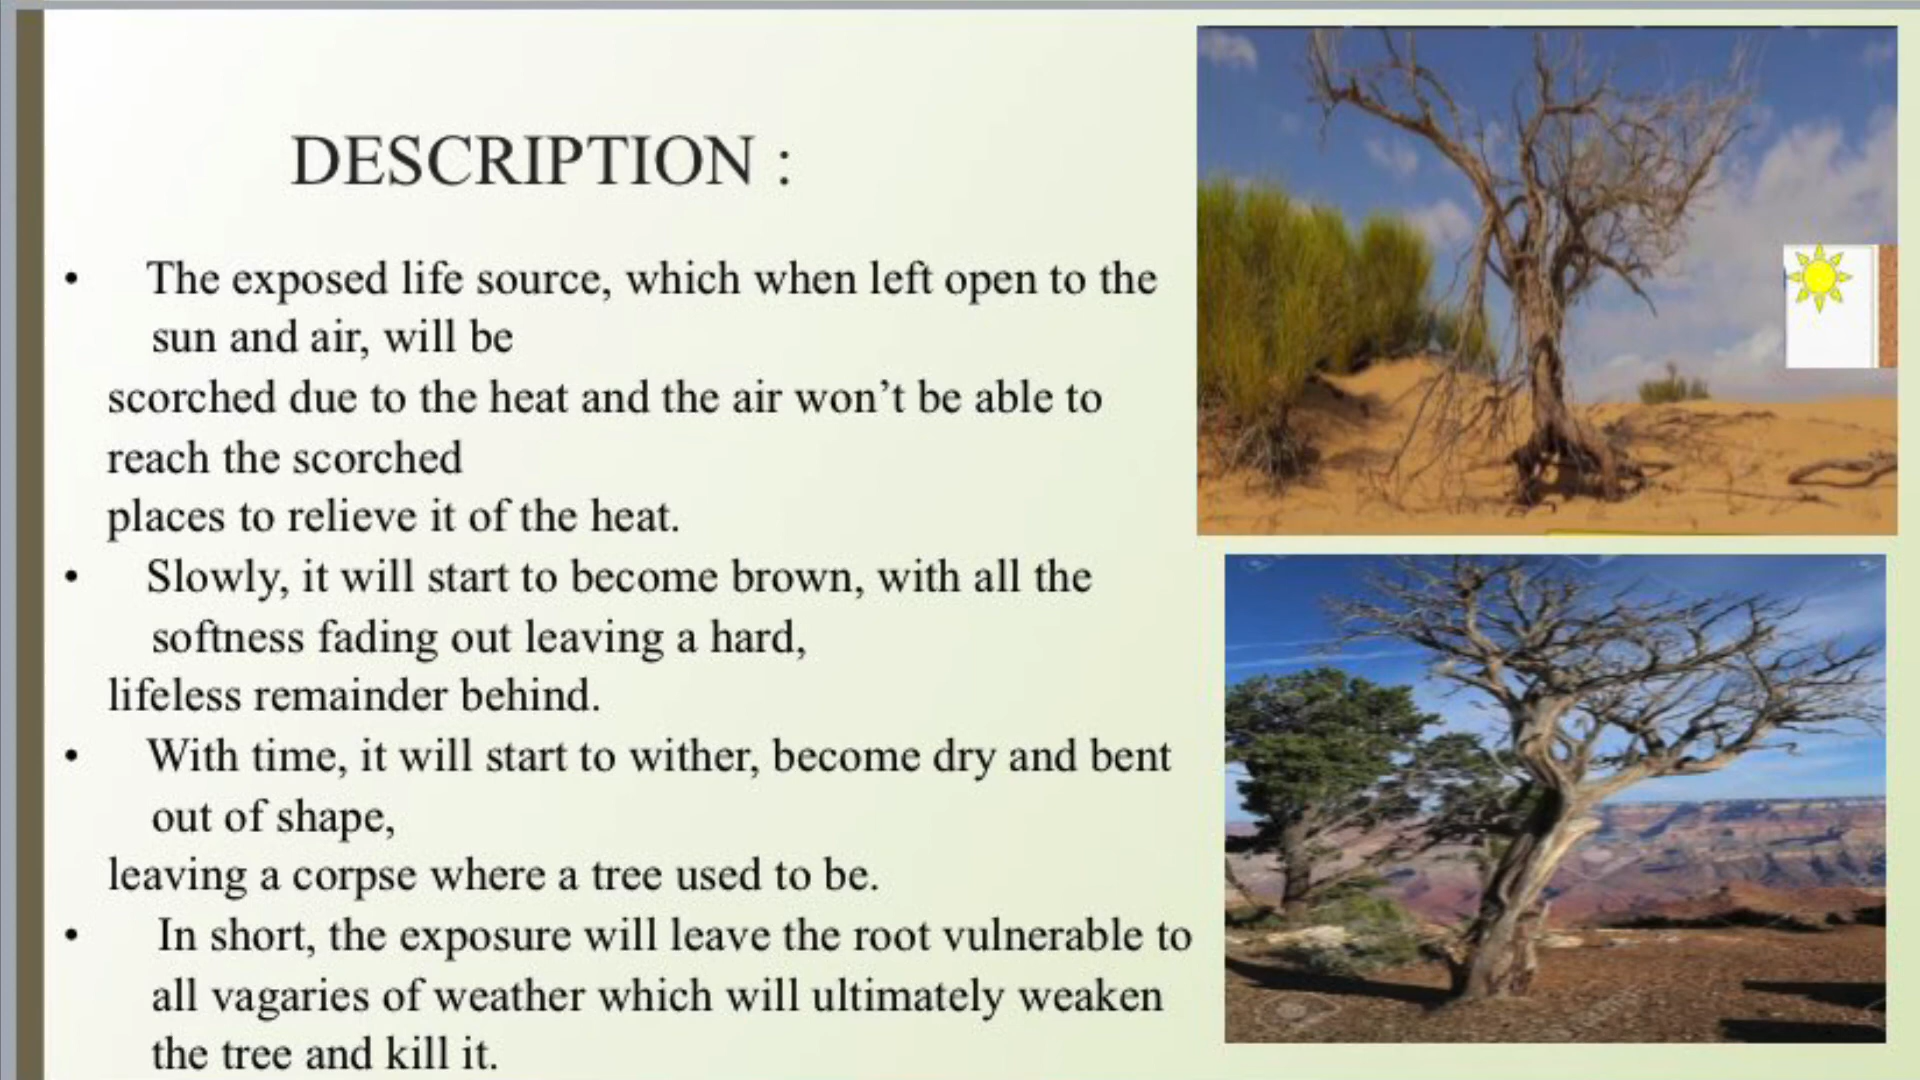 DESCRIPTION :
• The exposed life source, which when left open to the
sun and air, will be
scorched due to the heat and the air won’t be able to
reach the scorched
places to relieve it of the heat.
• Slowly, it will start to become brown, with all the
softness fading out leaving a hard,
lifeless remainder behind.
• With time, it will start to wither, become dry and bent
out of shape,
leaving a corpse where a tree used to be.
• In short, the exposure will leave the root vulnerable to
all vagaries of weather which will ultimately weaken
the tree and kill it.